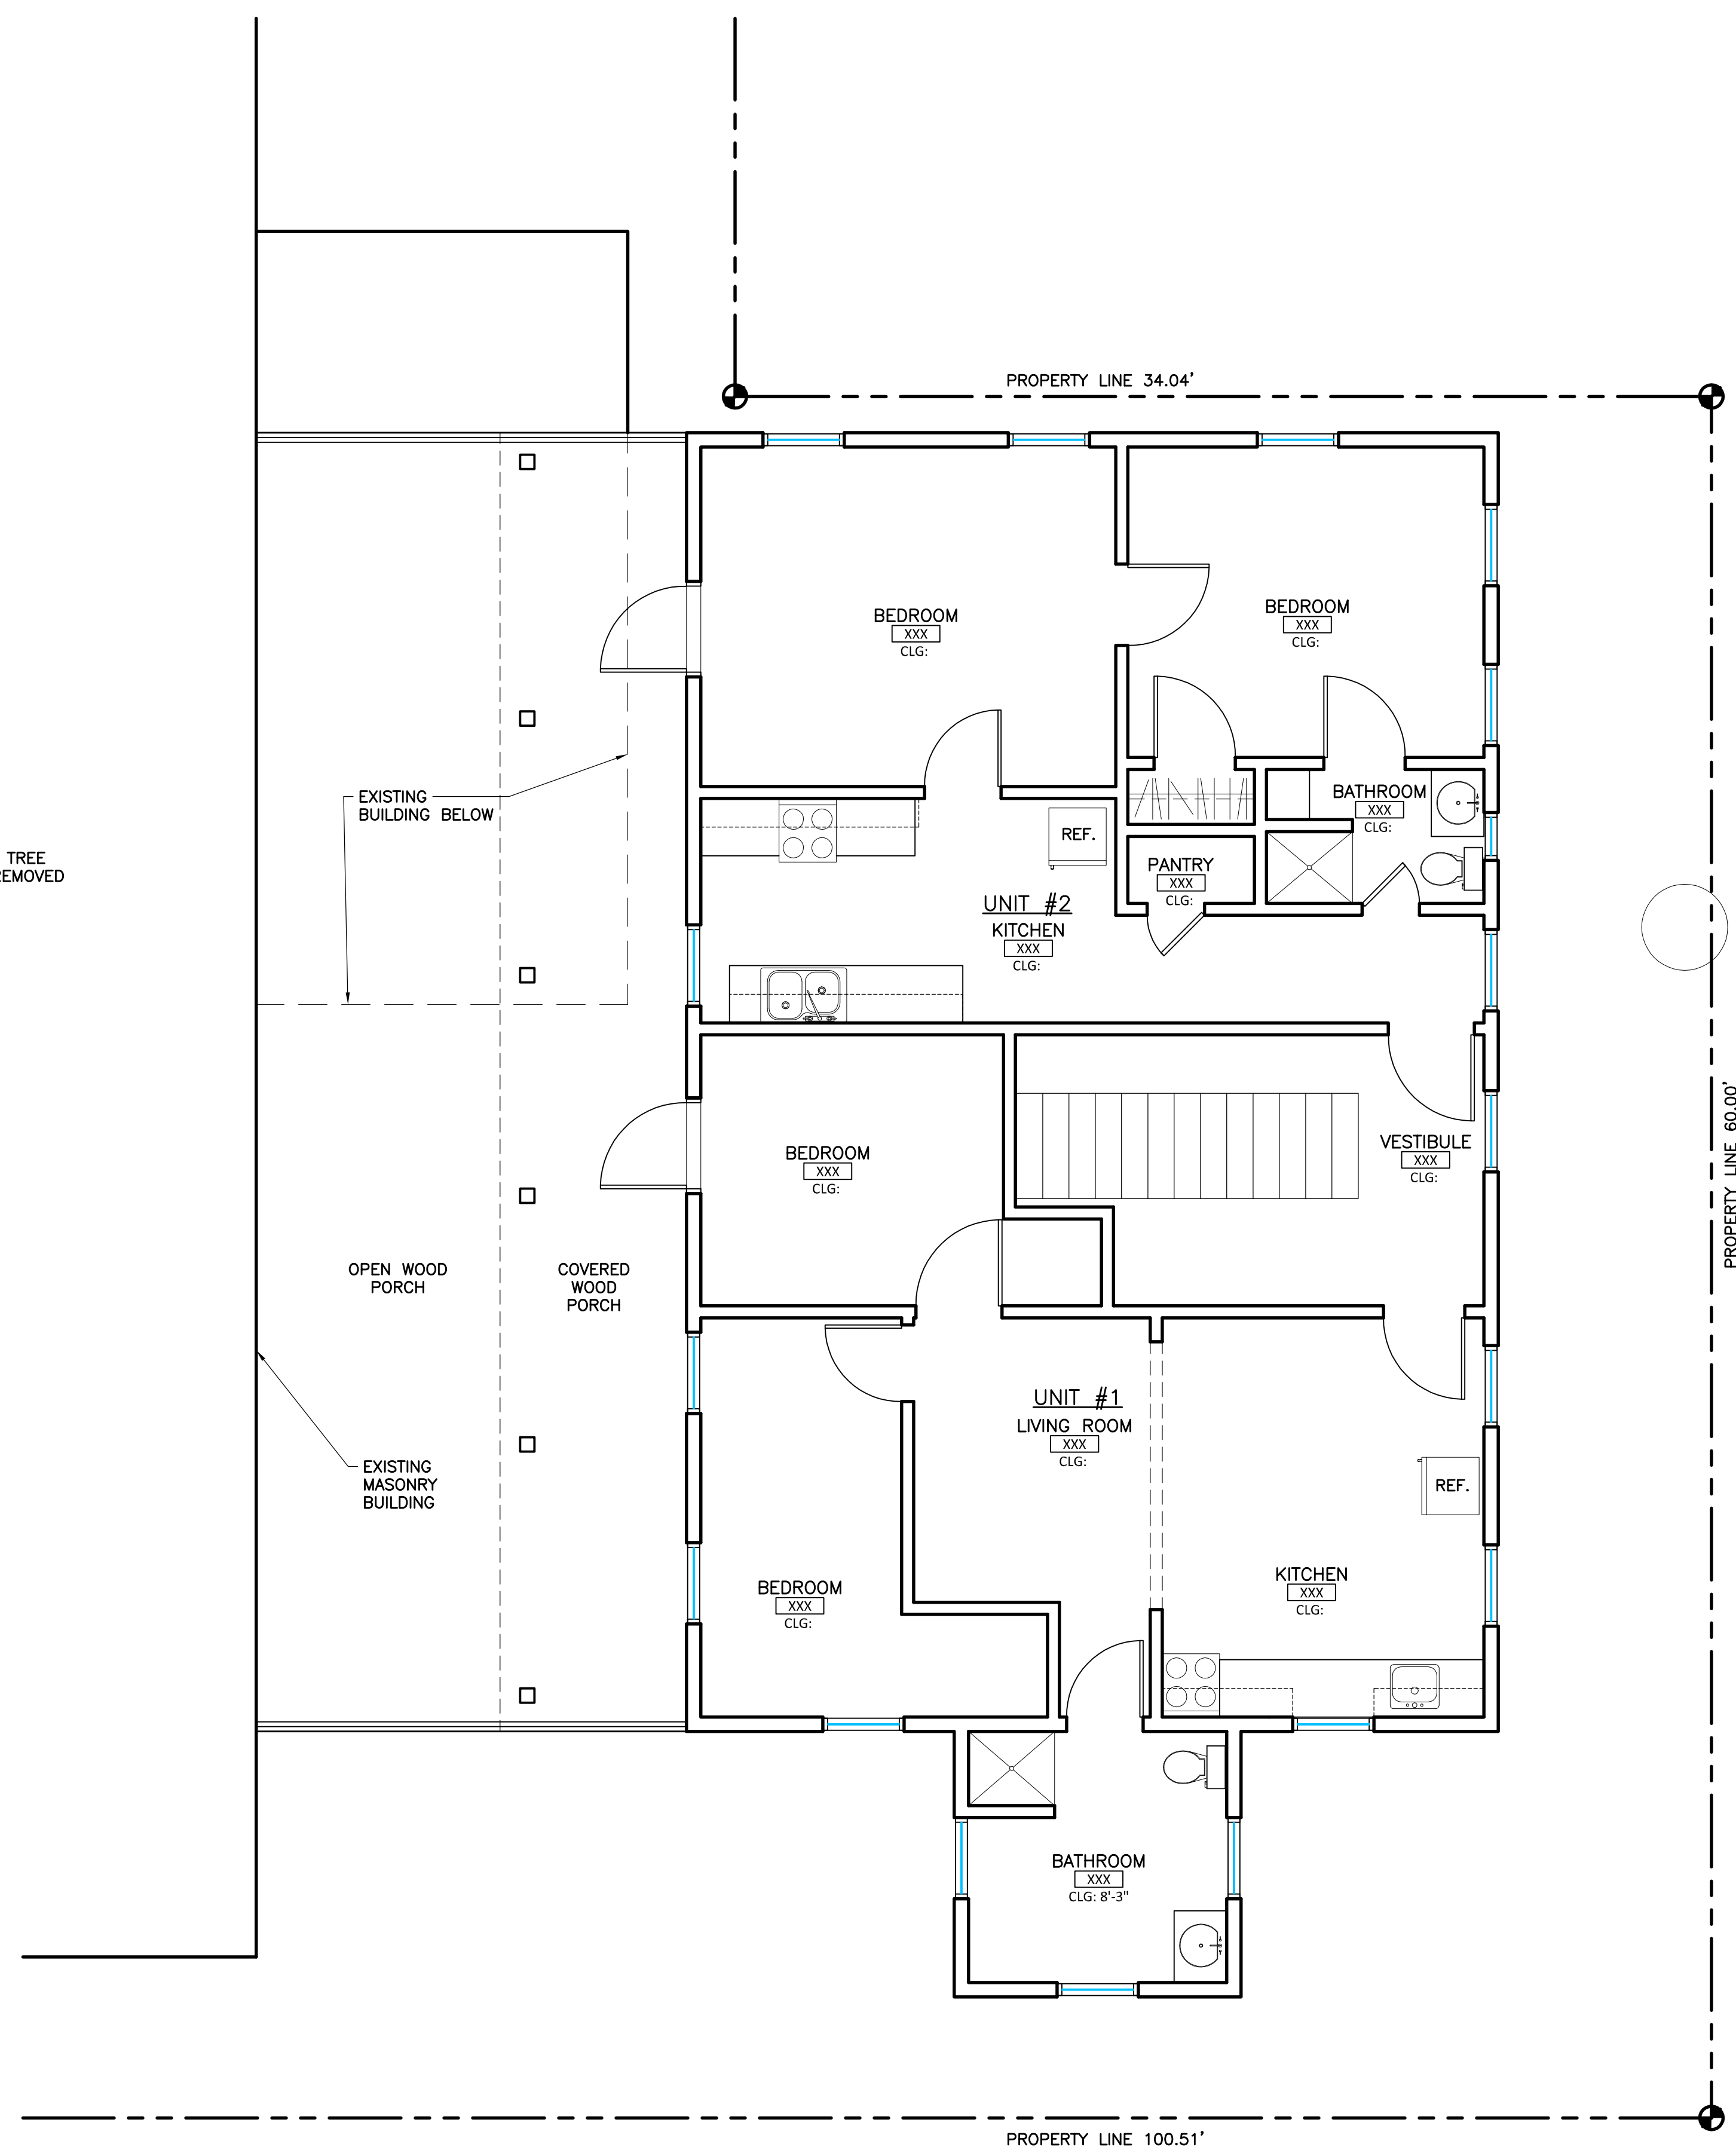 PROPERTY LINE 34.04'
BEDROOM
XXX
CLG:
BEDROOM
XXX
CLG:
EXISTING
BUILDING BELOW
TREE
REMOVED
REF.
BATHROOM
XXX
CLG:
PANTRY
XXX
CLG:
UNIT #2
KITCHEN
XXX
CLG:
BEDROOM
XXX
CLG:
VESTIBULE
XXX
CLG:
PROPERTY LINE 60.00'
OPEN WOOD
PORCH
COVERED
WOOD
PORCH
UNIT #1
LIVING ROOM
XXX
CLG:
EXISTING
MASONRY
BUILDING
REF.
BEDROOM
XXX
CLG:
KITCHEN
XXX
CLG:
BATHROOM
XXX
CLG: 8'-3"
PROPERTY LINE 100.51'